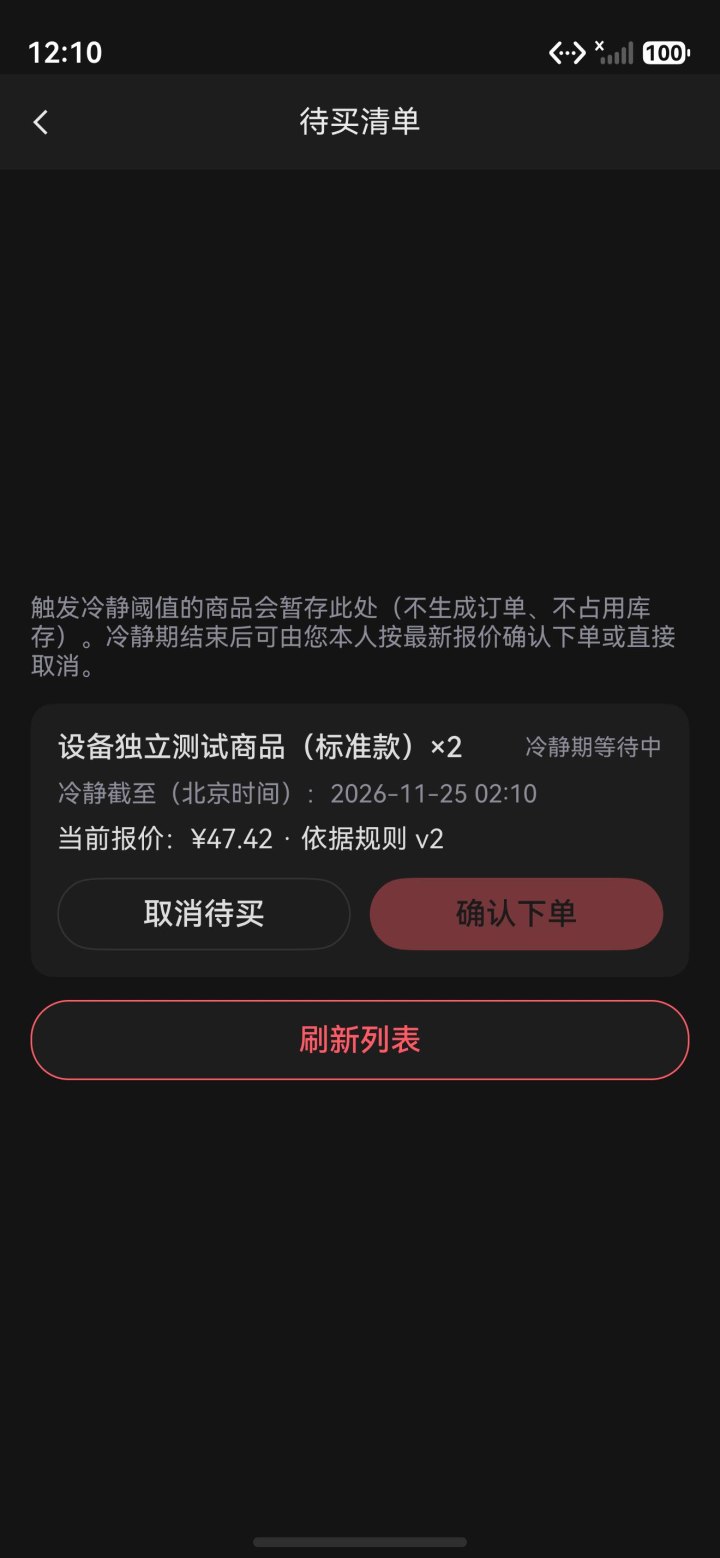 12:10
100
待买清单
触发冷静阈值的商品会暂存此处（不生成订单、不占用库
存）。冷静期结束后可由您本人按最新报价确认下单或直接
取消。
设备独立测试商品（标准款）×2
冷静期等待中
冷静截至（北京时间）：2026-11-25 02:10
当前报价：¥47.42 · 依据规则 v2
取消待买
确认下单
刷新列表